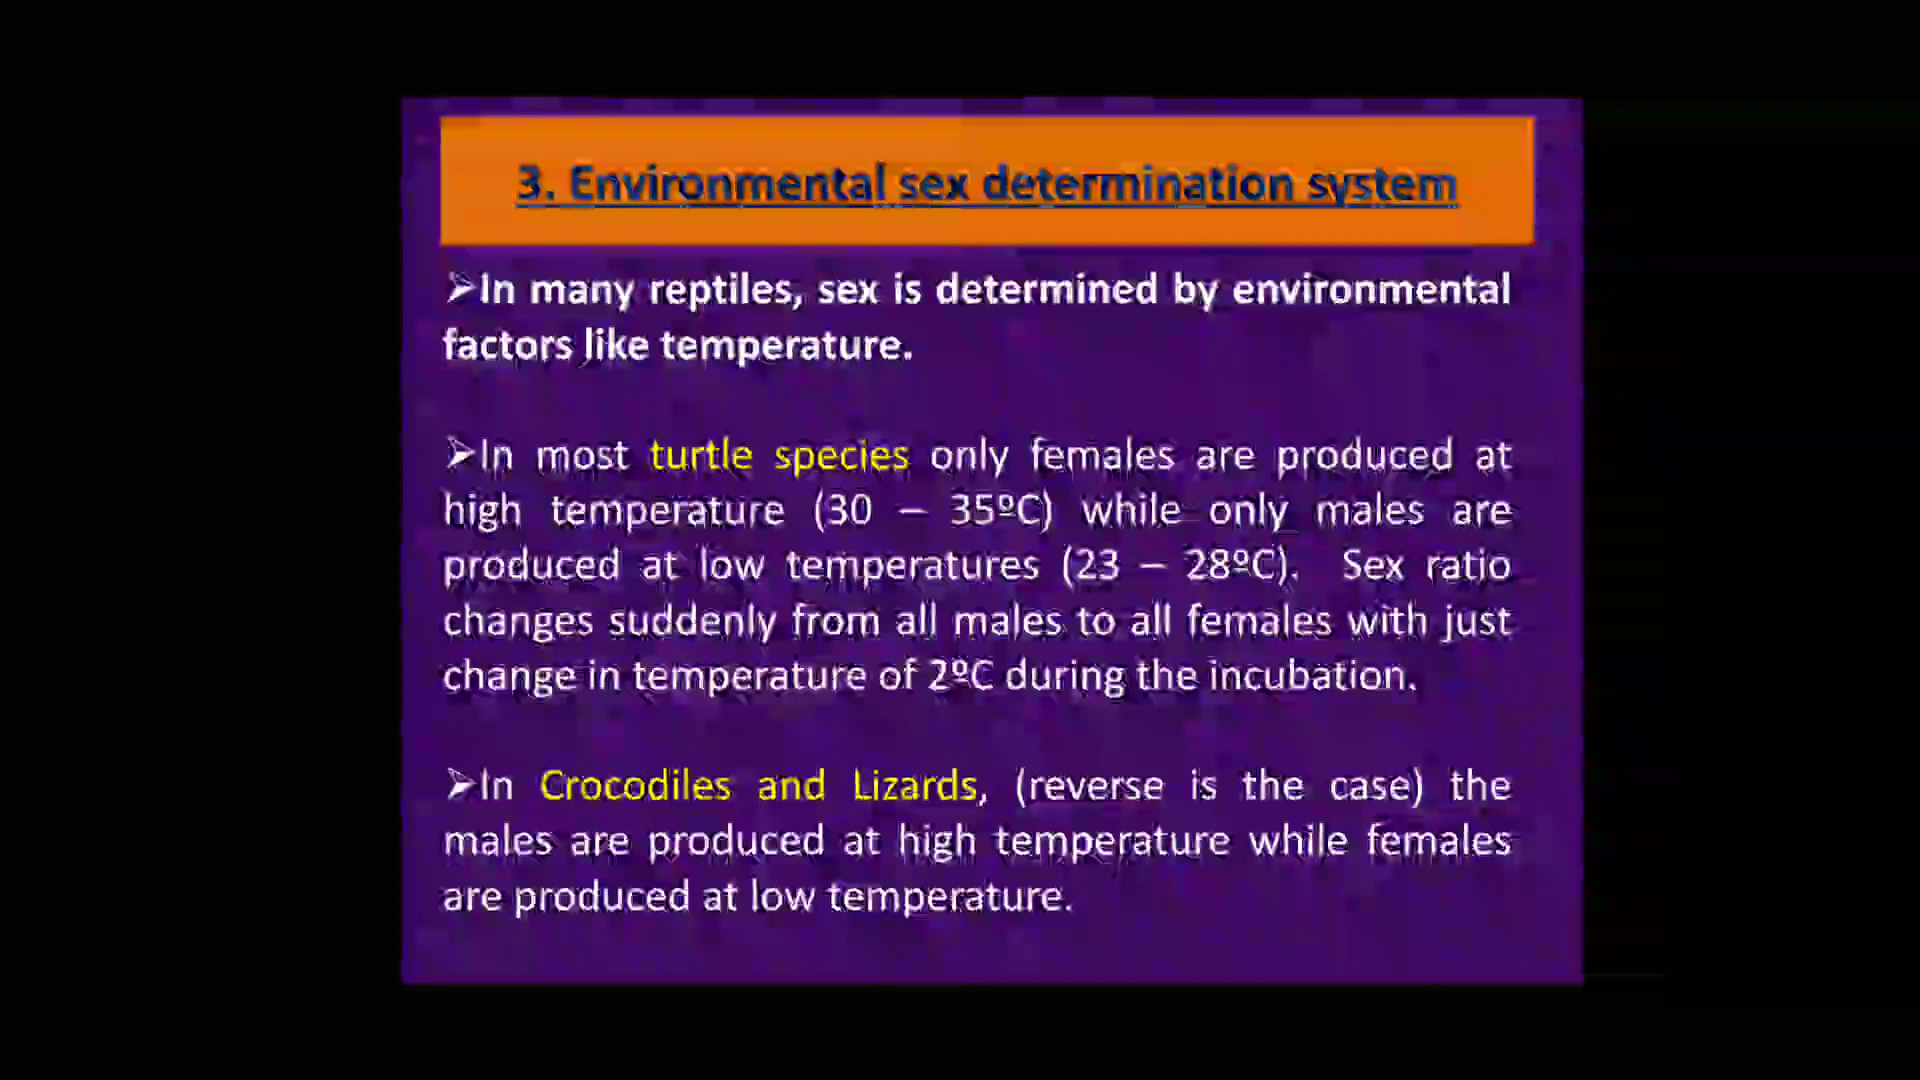 3. Environmental sex determination system
➢In many reptiles, sex is determined by environmental
factors like temperature.
➢In most turtle species only females are produced at
high temperature (30 – 35ºC) while only males are
produced at low temperatures (23 – 28ºC). Sex ratio
changes suddenly from all males to all females with just
change in temperature of 2ºC during the incubation.
➢In Crocodiles and Lizards, (reverse is the case) the
males are produced at high temperature while females
are produced at low temperature.